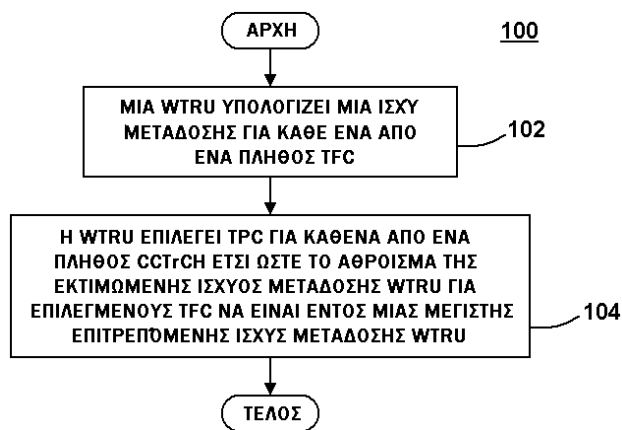 ΑΡΧΗ
100
ΜΙΑ WTRU ΥΠΟΛΟΓΙΖΕΙ ΜΙΑ ΙΣΧΥ
ΜΕΤΑΔΟΣΗΣ ΓΙΑ ΚΑΘΕ ΕΝΑ ΑΠΟ
ΕΝΑ ΠΛΗΘΟΣ TFC
102
Η WTRU ΕΠΙΛΕΓΕΙ TPC ΓΙΑ ΚΑΘΕΝΑ ΑΠΟ ΕΝΑ
ΠΛΗΘΟΣ CCTrCH ΕΤΣΙ ΩΣΤΕ ΤΟ ΑΘΡΟΙΣΜΑ ΤΗΣ
ΕΚΤΙΜΩΜΕΝΗΣ ΙΣΧΥΟΣ ΜΕΤΑΔΟΣΗΣ WTRU ΓΙΑ
ΕΠΙΛΕΓΜΕΝΟΥΣ TFC ΝΑ ΕΙΝΑΙ ΕΝΤΟΣ ΜΙΑΣ ΜΕΓΙΣΤΗΣ
ΕΠΙΤΡΕΠΟΜΕΝΗΣ ΙΣΧΥΣ ΜΕΤΑΔΟΣΗΣ WTRU
104
ΤΕΛΟΣ